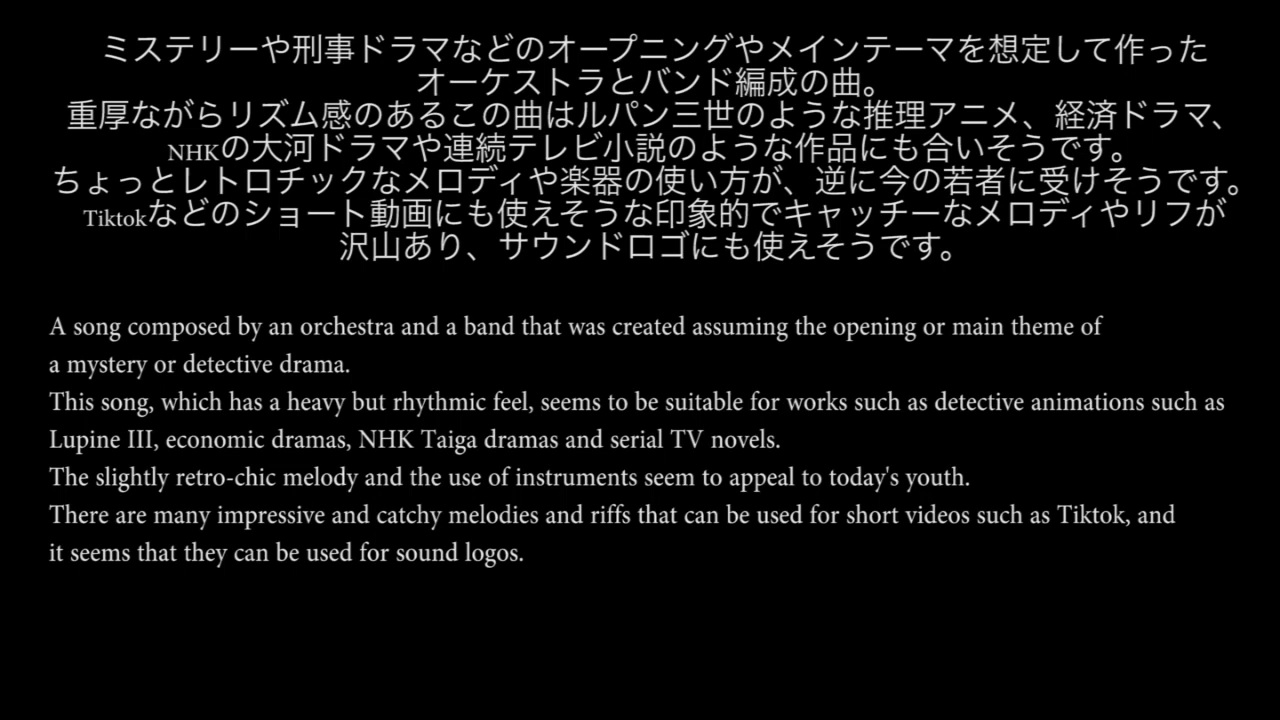 ミステリーや刑事ドラマなどのオープニングやメインテーマを想定して作った
オーケストラとバンド編成の曲。
重厚ながらリズム感のあるこの曲はルパン三世のような推理アニメ、経済ドラマ、
NHKの大河ドラマや連続テレビ小説のような作品にも合いそうです。
ちょっとレトロチックなメロディや楽器の使い方が、逆に今の若者に受けそうです。
Tiktokなどのショート動画にも使えそうな印象的でキャッチーなメロディやリフが
沢山あり、サウンドロゴにも使えそうです。
A song composed by an orchestra and a band that was created assuming the opening or main theme of
a mystery or detective drama.
This song, which has a heavy but rhythmic feel, seems to be suitable for works such as detective animations such as
Lupine III, economic dramas, NHK Taiga dramas and serial TV novels.
The slightly retro-chic melody and the use of instruments seem to appeal to today's youth.
There are many impressive and catchy melodies and riffs that can be used for short videos such as Tiktok, and
it seems that they can be used for sound logos.